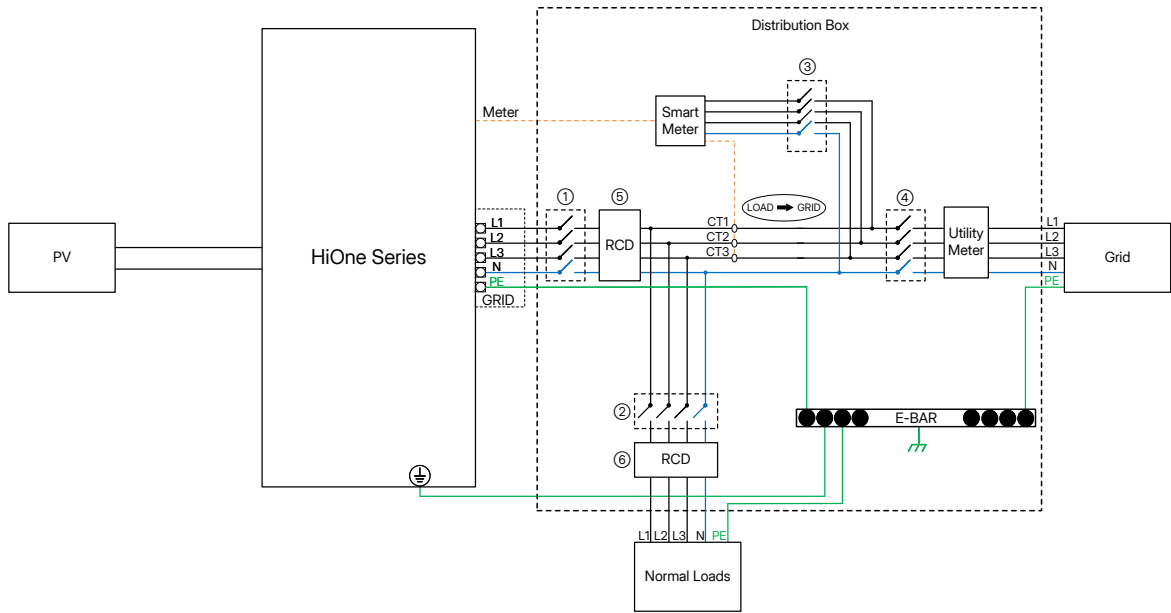 Distribution Box
③
Meter
Smart
Meter
①
⑤
LOAD GRID
④
L1
L2
L3
N
PE
GRID
RCD
CT1
CT2
CT3
Utility
Meter
L1
L2
L3
N
PE
PV
HiOne Series
Grid
②
E-BAR
⑥
RCD
L1 L2 L3 N PE
Normal Loads